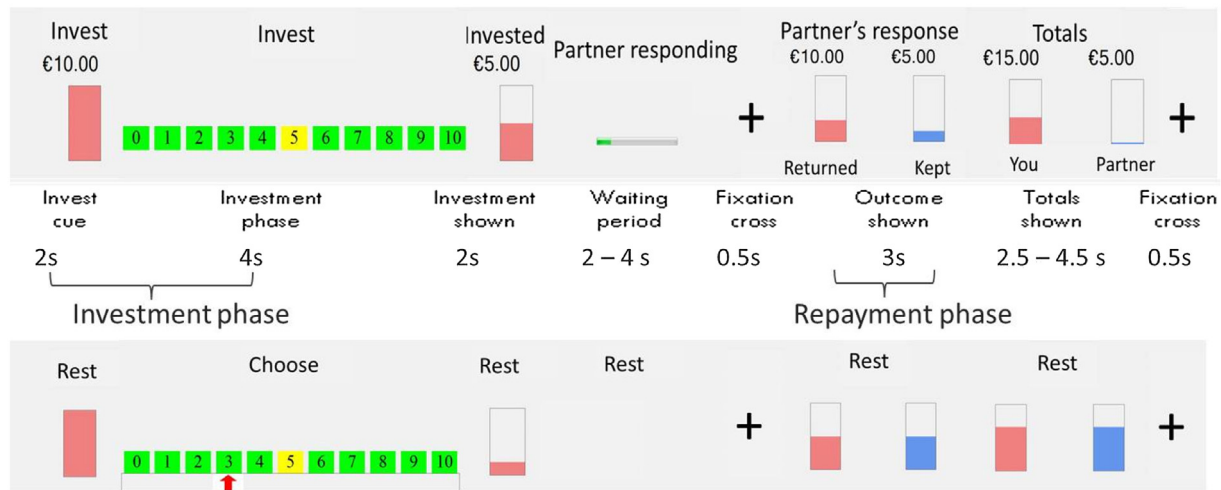 Invest Invest Invested Partner responding Partner's response Totals
€10.00 €5.00 €10.00 €5.00 €15.00 €5.00
0 1 2 3 4 5 6 7 8 9 10
Returned Kept You Partner
Invest cue Investment phase Investment shown Waiting period Fixation cross Outcome shown Totals shown Fixation cross
2s 4s 2s 2 – 4 s 0.5s 3s 2.5 – 4.5 s 0.5s
Investment phase Repayment phase
Rest Choose Rest Rest Rest Rest
0 1 2 3 4 5 6 7 8 9 10